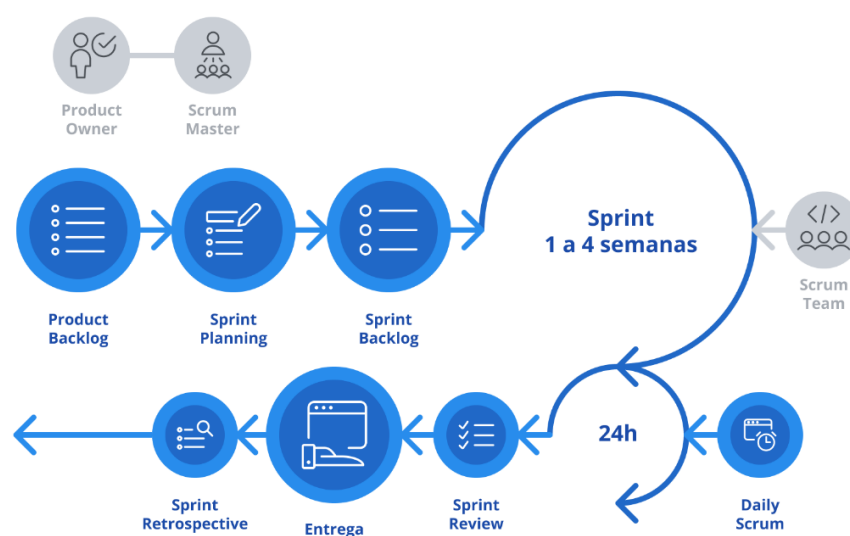 Product
Owner
Scrum
Master
Sprint
1 a 4 semanas
</>
Scrum
Team
Product
Backlog
Sprint
Planning
Sprint
Backlog
24h
Sprint
Retrospective
Entrega
Sprint
Review
Daily
Scrum